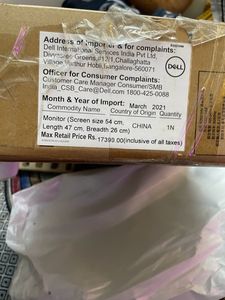 Address of Importer & for complaints:
Dell International Services India Pvt Ltd,
Divyasree Greens,#12/1,Challaghatta
Village,Varthur Hobli,Bangalore-560071.
DELL
Officer for Consumer Complaints:
Customer Care Manager Consumer/SMB
India_CSB_Care@Dell.com 1800-425-0088
Month & Year of Import: March 2021
Commodity Name Country of Origin Quantity
Monitor (Screen size 54 cm, CHINA 1N
Length 47 cm, Breadth 26 cm)
Max Retail Price Rs. 17399.00(inclusive of all taxes)